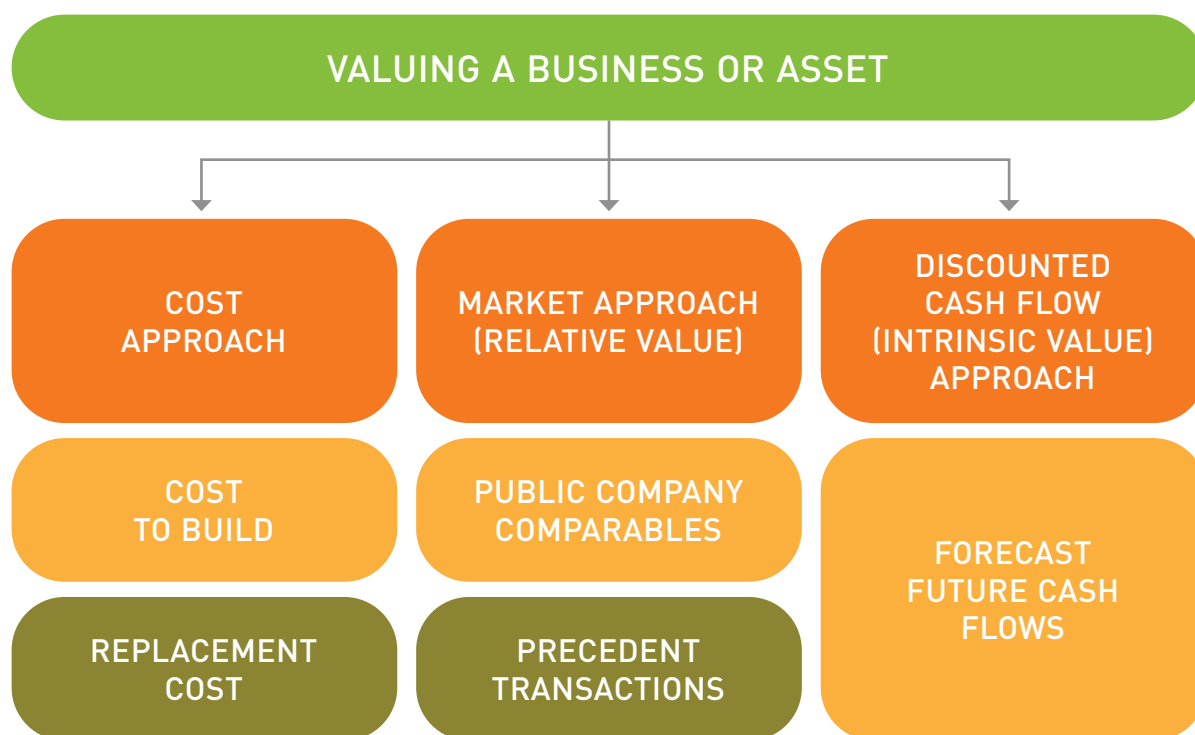 VALUING A BUSINESS OR ASSET
COST
APPROACH
MARKET APPROACH
(RELATIVE VALUE)
DISCOUNTED
CASH FLOW
(INTRINSIC VALUE)
APPROACH
COST
TO BUILD
PUBLIC COMPANY
COMPARABLES
FORECAST
FUTURE CASH
FLOWS
REPLACEMENT
COST
PRECEDENT
TRANSACTIONS